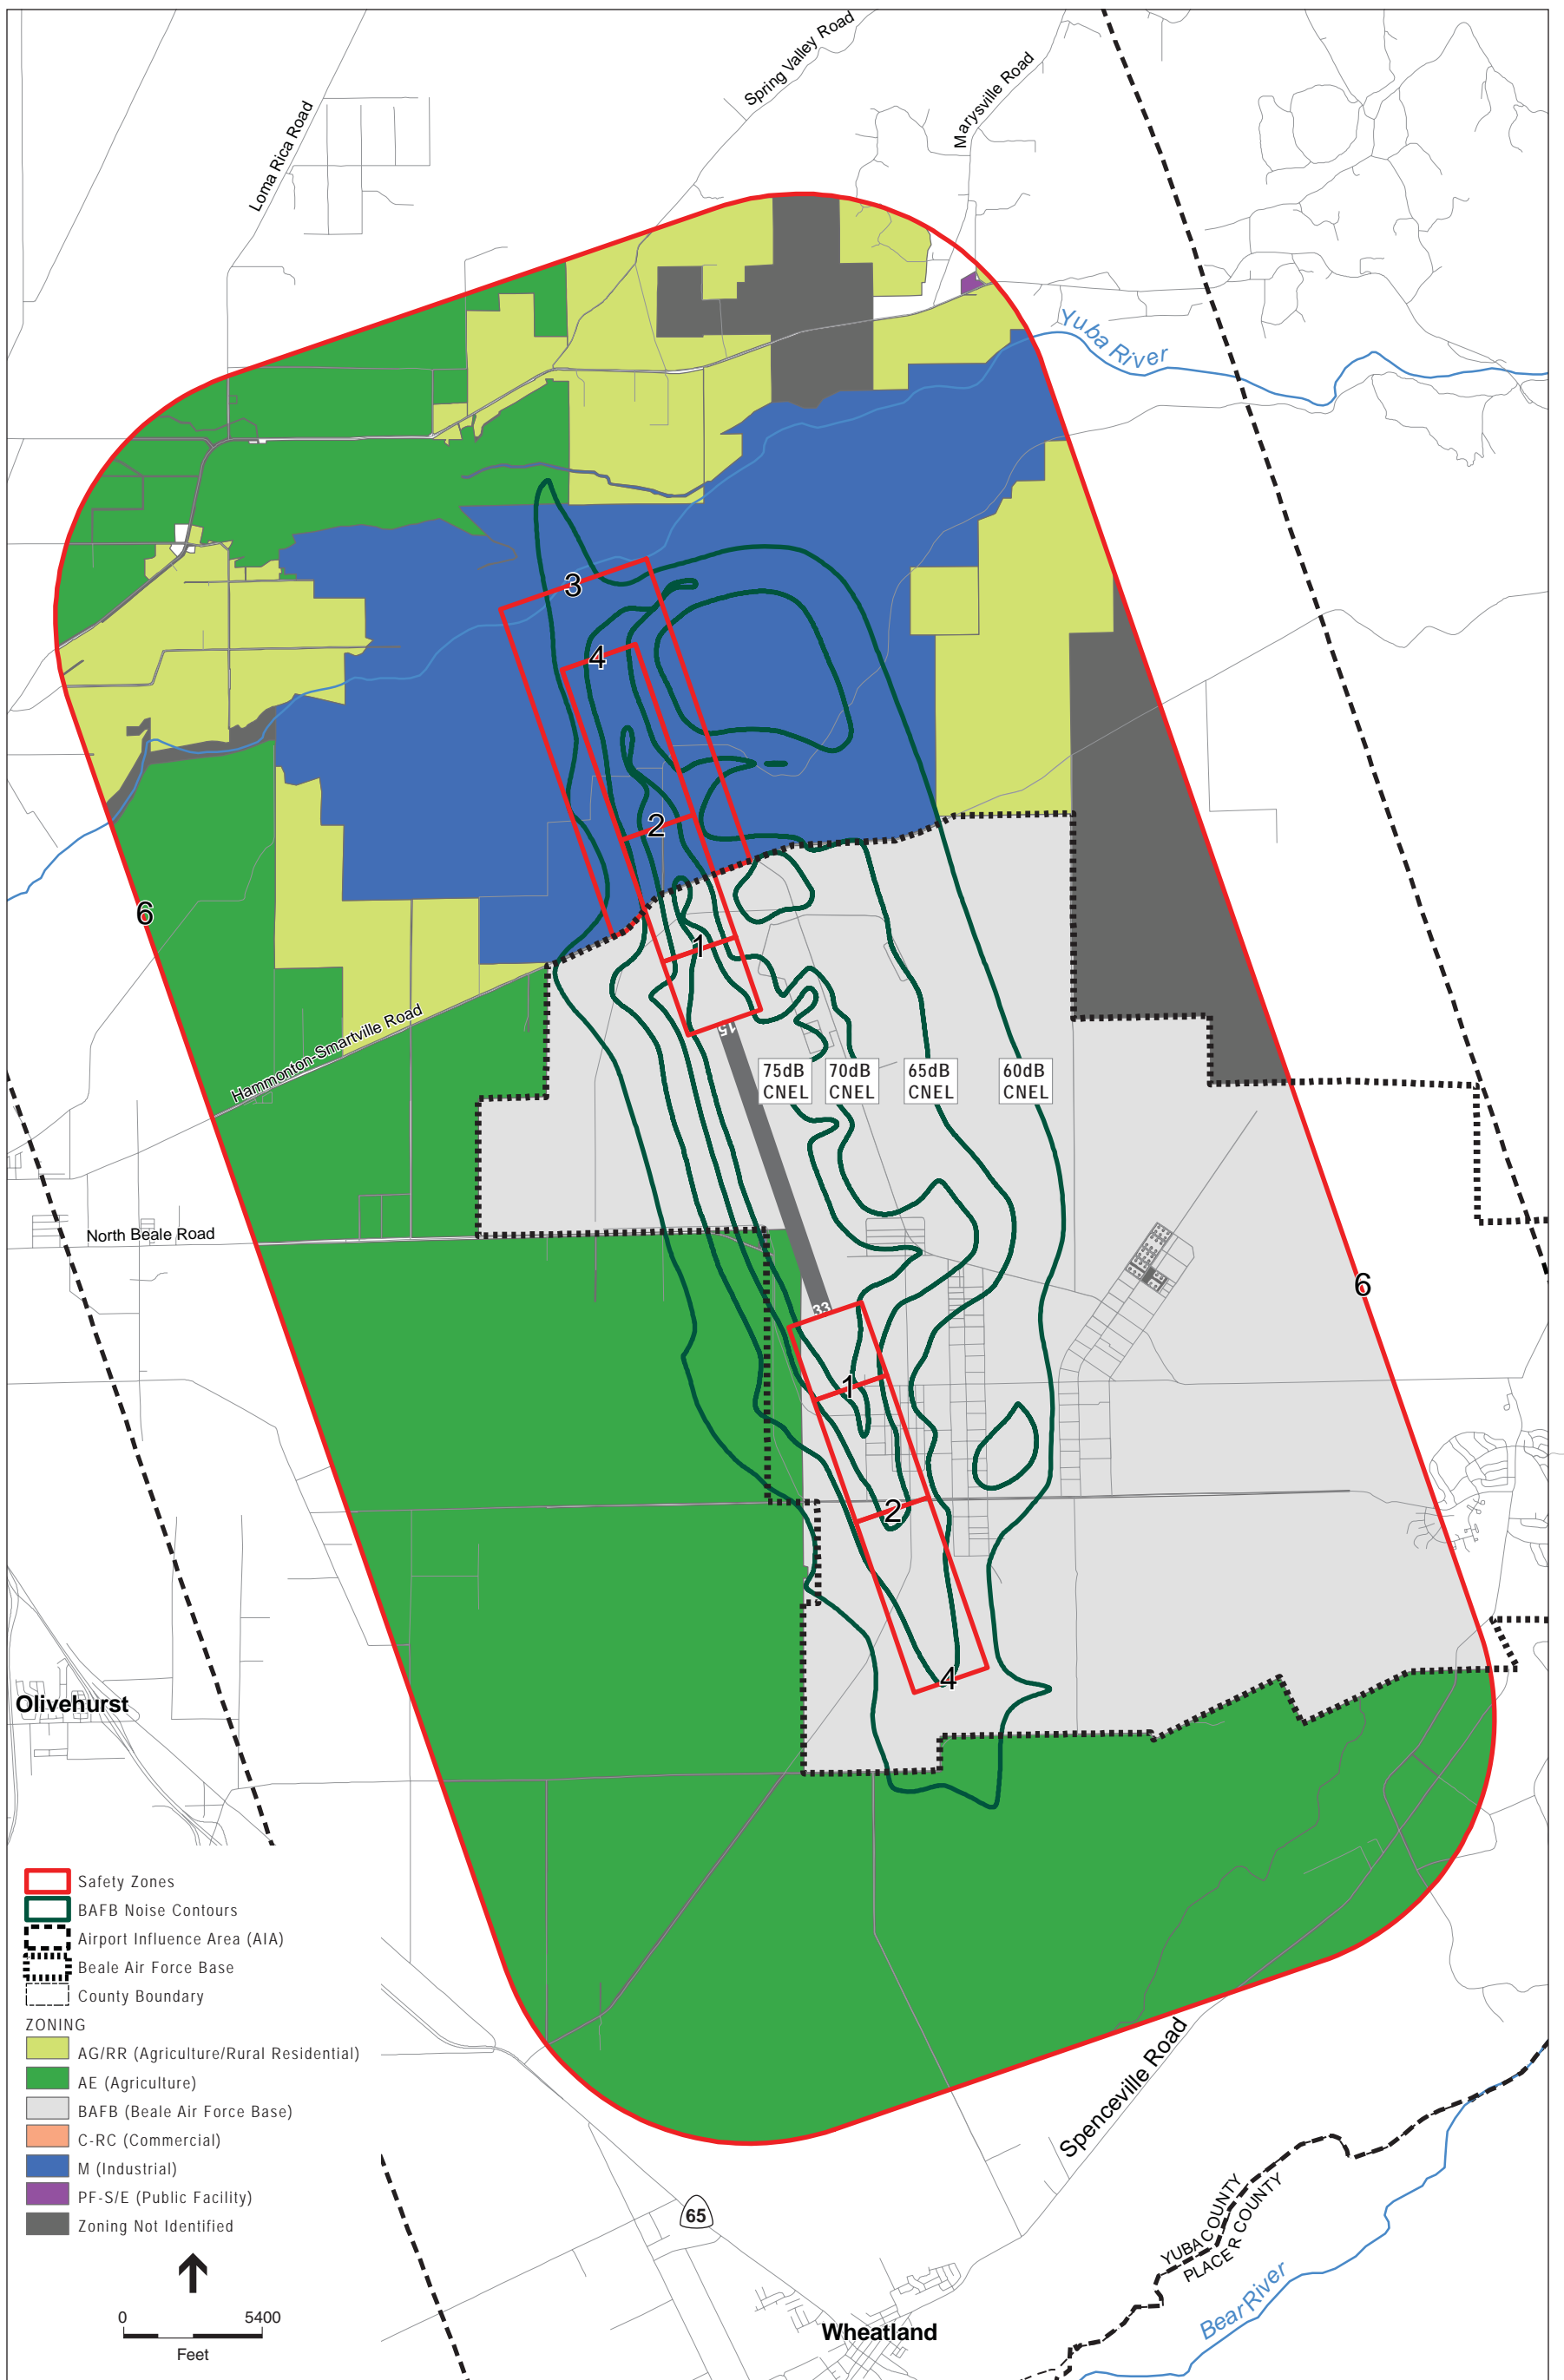 Spring Valley Road
Marysville Road
Loma Rica Road
Yuba River
3
4
2
6
1
15
Hammonton-Smartville Road
75dB
CNEL
70dB
CNEL
65dB
CNEL
60dB
CNEL
North Beale Road
6
33
1
2
4
Olivehurst
Safety Zones
BAFB Noise Contours
Airport Influence Area (AIA)
Beale Air Force Base
County Boundary
ZONING
AG/RR (Agriculture/Rural Residential)
AE (Agriculture)
BAFB (Beale Air Force Base)
C-RC (Commercial)
M (Industrial)
PF-S/E (Public Facility)
Zoning Not Identified
0 5400
Feet
Spenceville Road
65
YUBA COUNTY
PLACER COUNTY
Bear River
Wheatland